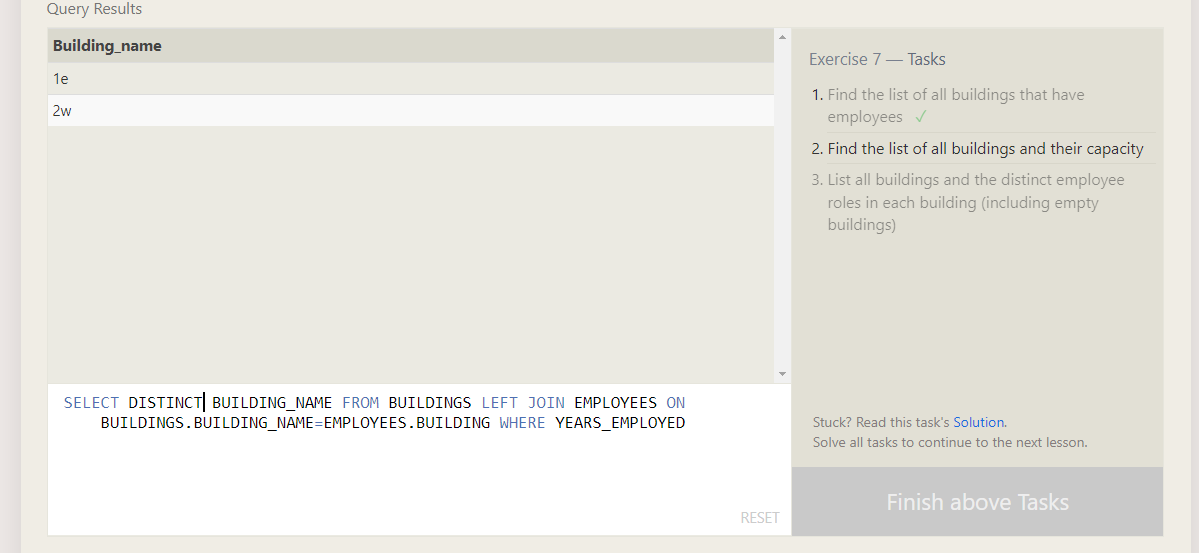 Query Results
Building_name
1e
2w
SELECT DISTINCT BUILDING_NAME FROM BUILDINGS LEFT JOIN EMPLOYEES ON
BUILDINGS.BUILDING_NAME=EMPLOYEES.BUILDING WHERE YEARS_EMPLOYED
RESET
Exercise 7 — Tasks
1. Find the list of all buildings that have
employees ✓
2. Find the list of all buildings and their capacity
3. List all buildings and the distinct employee
roles in each building (including empty
buildings)
Stuck? Read this task's Solution.
Solve all tasks to continue to the next lesson.
Finish above Tasks